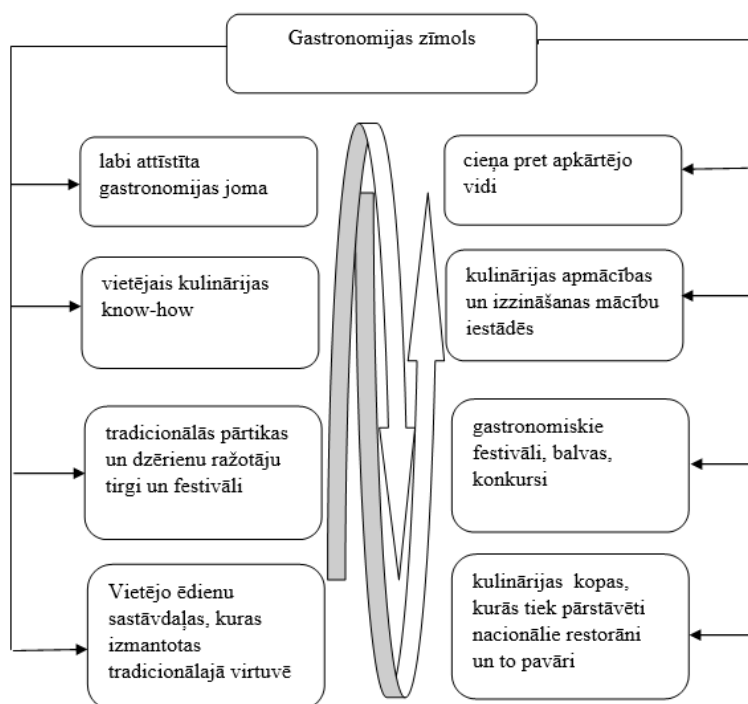 Gastronomijas zīmols
labi attīstīta
gastronomijas joma
vietējais kulinārijas
know-how
tradicionālās pārtikas
un dzērienu ražotāju
tirgi un festivāli
Vietējo ēdienu
sastāvdaļas, kuras
izmantotas
tradicionālajā virtuvē
cieņa pret apkārtējo
vidi
kulinārijas apmācības
un izzināšanas mācību
iestādēs
gastronomiskie
festivāli, balvas,
konkursi
kulinārijas kopas,
kurās tiek pārstāvēti
nacionālie restorāni
un to pavāri